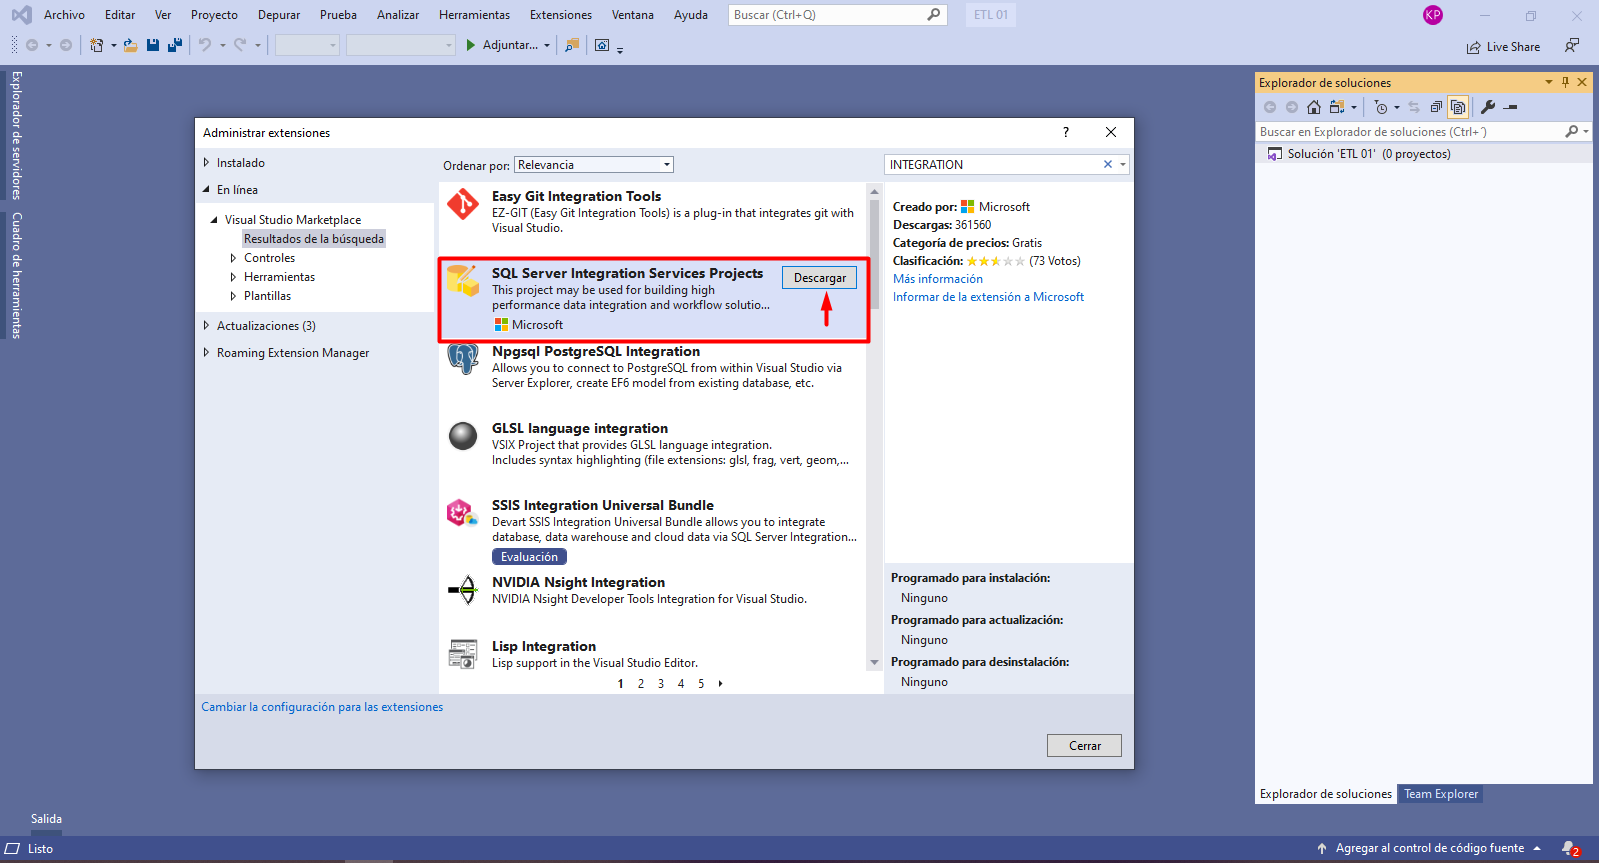 Archivo Editar Ver Proyecto Depurar Prueba Analizar Herramientas Extensiones Ventana Ayuda Buscar (Ctrl+Q) ETL 01 KP
Adjuntar... Live Share
Explorador de servidores
Cuadro de herramientas
Administrar extensiones ?
Instalado
En línea
Visual Studio Marketplace
Resultados de la búsqueda
Controles
Herramientas
Plantillas
Actualizaciones (3)
Roaming Extension Manager
Ordenar por: Relevancia
INTEGRATION
Easy Git Integration Tools
EZ-GIT (Easy Git Integration Tools) is a plug-in that integrates git with
Visual Studio.
SQL Server Integration Services Projects Descargar
This project may be used for building high
performance data integration and workflow solutio...
Microsoft
Npgsql PostgreSQL Integration
Allows you to connect to PostgreSQL from within Visual Studio via
Server Explorer, create EF6 model from existing database, etc.
GLSL language integration
VSIX Project that provides GLSL language integration.
Includes syntax highlighting (file extensions: glsl, frag, vert, geom,...
SSIS Integration Universal Bundle
Devart SSIS Integration Universal Bundle allows you to integrate
database, data warehouse and cloud data via SQL Server Integration...
Evaluación
NVIDIA Nsight Integration
NVIDIA Nsight Developer Tools Integration for Visual Studio.
Lisp Integration
Lisp support in the Visual Studio Editor.
1 2 3 4 5
Creado por: Microsoft
Descargas: 361560
Categoría de precios: Gratis
Clasificación: (73 Votos)
Más información
Informar de la extensión a Microsoft
Programado para instalación:
Ninguno
Programado para actualización:
Ninguno
Programado para desinstalación:
Ninguno
Cambiar la configuración para las extensiones
Cerrar
Explorador de soluciones
Buscar en Explorador de soluciones (Ctrl+´)
Solución 'ETL 01' (0 proyectos)
Explorador de soluciones Team Explorer
Salida
Listo Agregar al control de código fuente 2